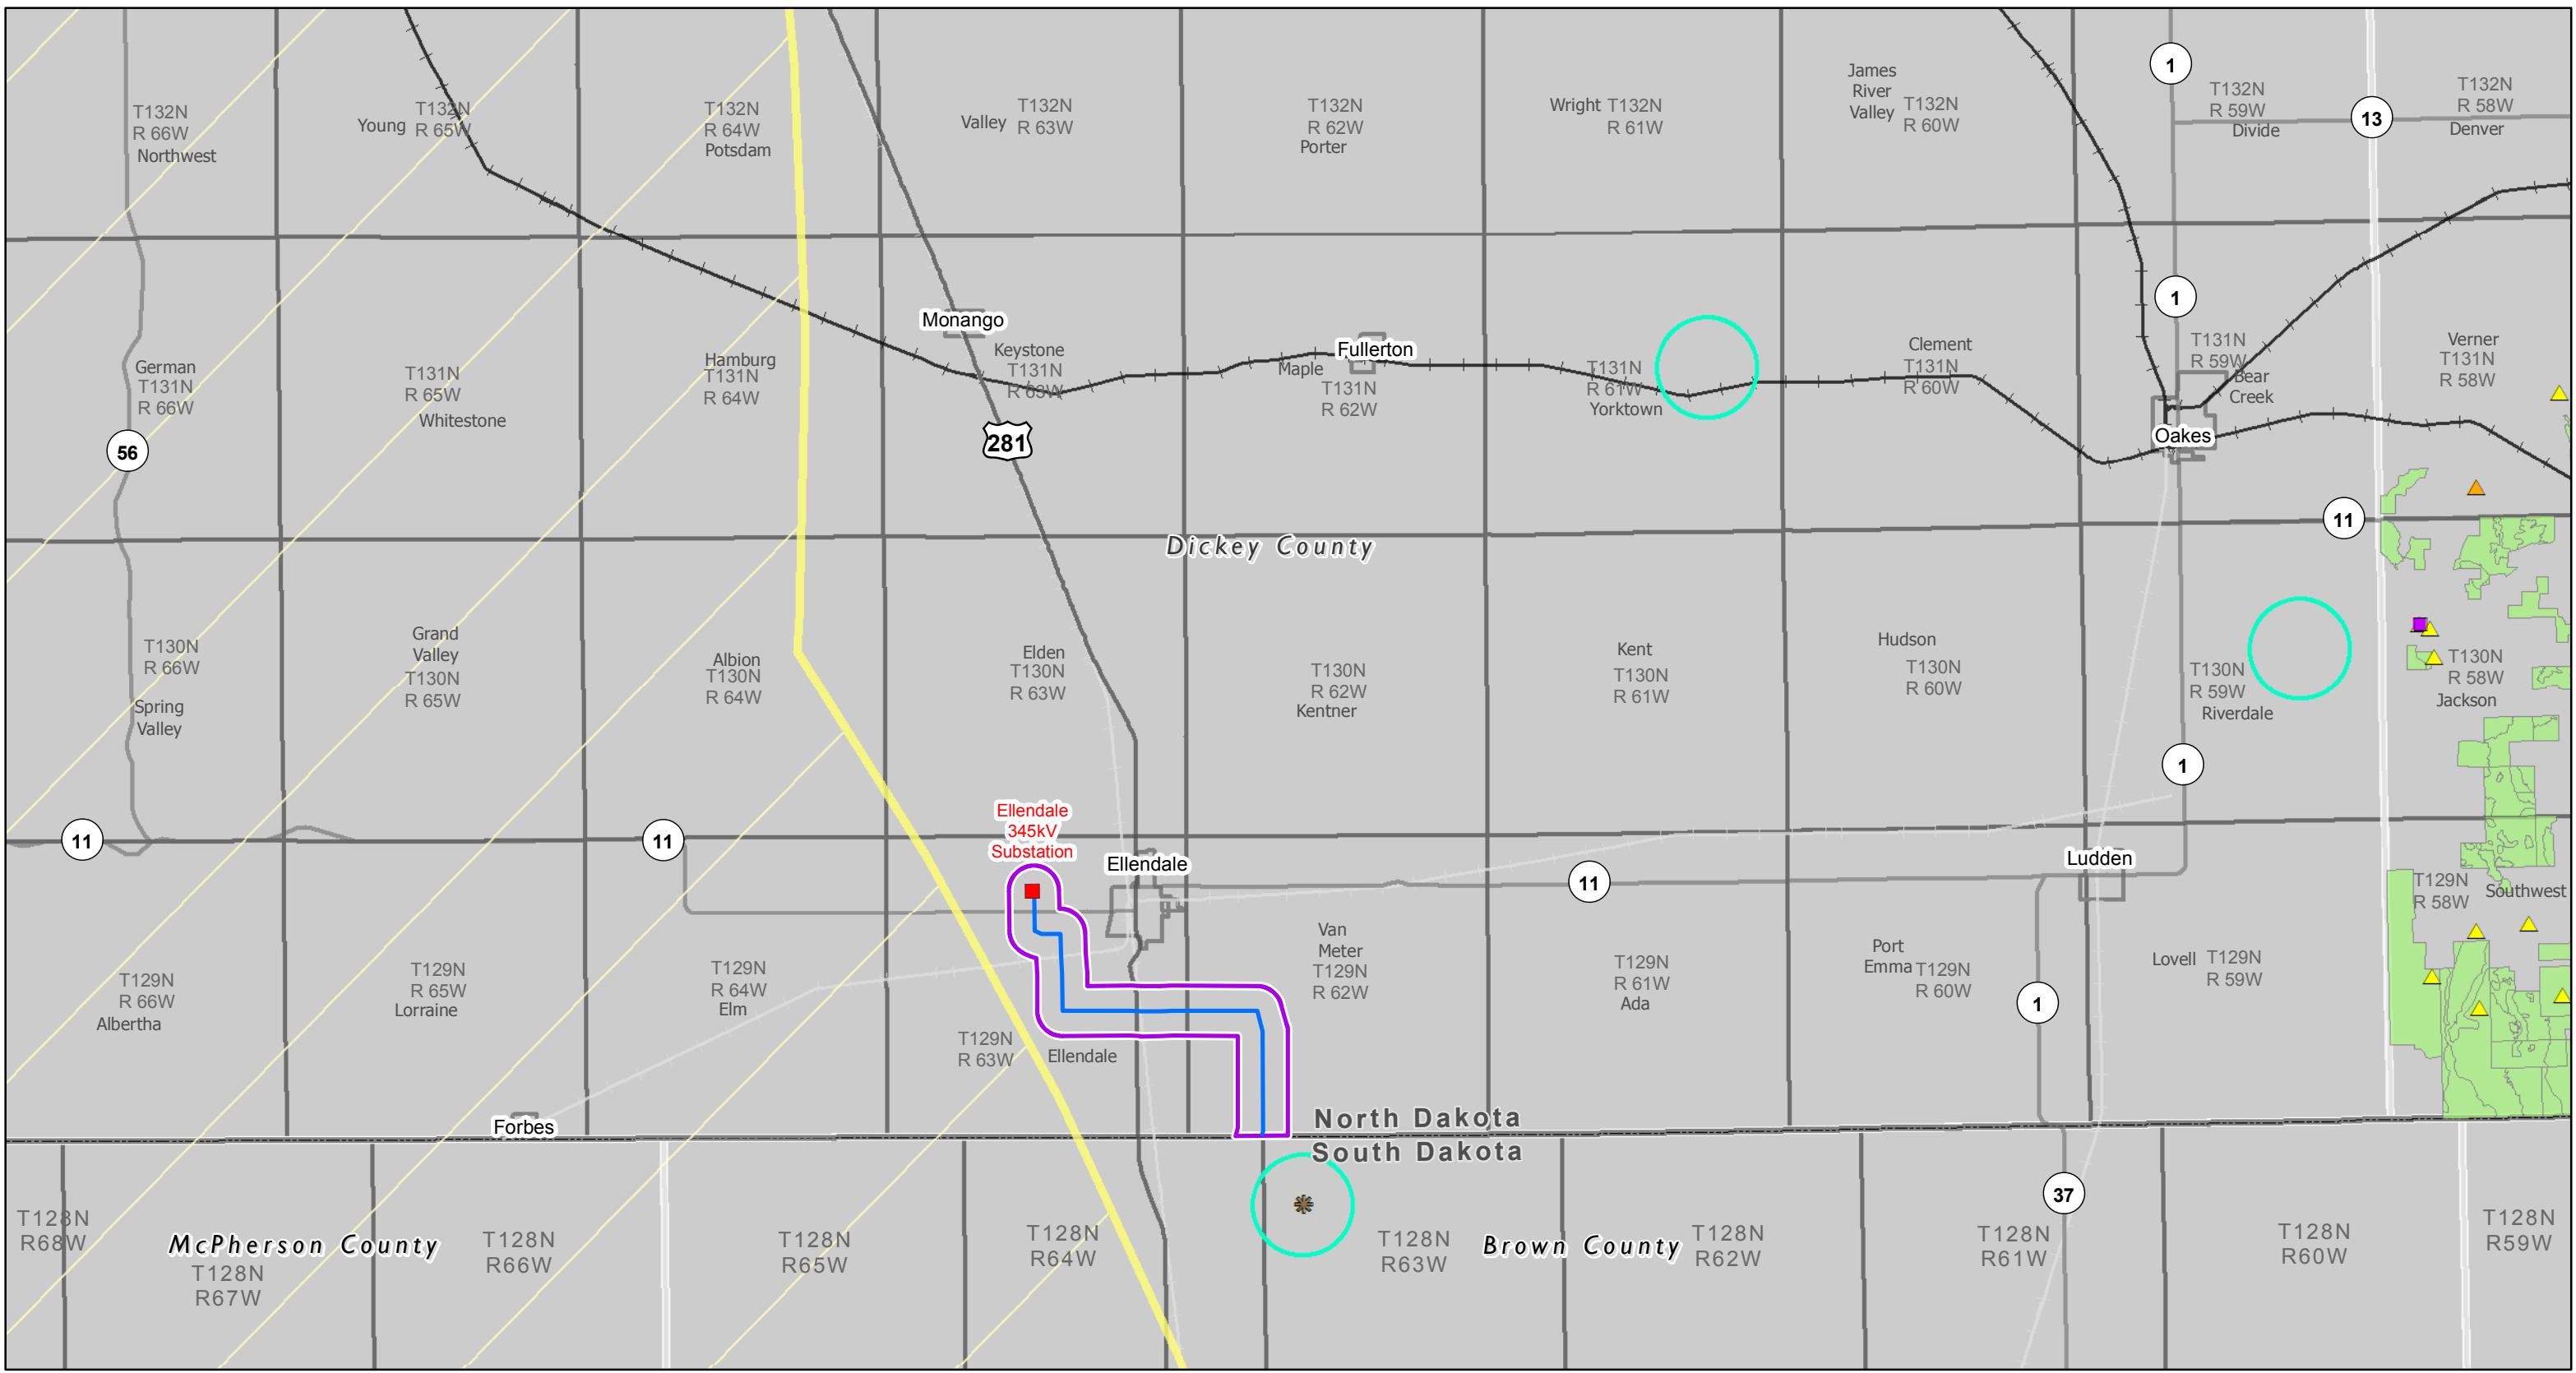 1
T132N
R 66W
Northwest
Young
T132N
R 65W
T132N
R 64W
Potsdam
Valley
T132N
R 63W
T132N
R 62W
Porter
Wright
T132N
R 61W
James
River
Valley
T132N
R 60W
T132N
R 59W
Divide
13
T132N
R 58W
Denver
1
Monango
Fullerton
German
T131N
R 66W
T131N
R 65W
Whitestone
Hamburg
T131N
R 64W
Keystone
T131N
R 63W
Maple
T131N
R 62W
T131N
R 61W
Yorktown
Clement
T131N
R 60W
T131N
R 59W
Bear
Creek
Verner
T131N
R 58W
56
281
Oakes
11
Dickey County
T130N
R 66W
Spring
Valley
Grand
Valley
T130N
R 65W
Albion
T130N
R 64W
Elden
T130N
R 63W
T130N
R 62W
Kentner
Kent
T130N
R 61W
Hudson
T130N
R 60W
T130N
R 59W
Riverdale
T130N
R 58W
Jackson
1
11
11
Ellendale
345kV
Substation
Ellendale
11
Ludden
T129N
R 58W
Southwest
T129N
R 66W
Albertha
T129N
R 65W
Lorraine
T129N
R 64W
Elm
T129N
R 63W
Ellendale
Van
Meter
T129N
R 62W
T129N
R 61W
Ada
Port
Emma
T129N
R 60W
1
Lovell
T129N
R 59W
Forbes
North Dakota
South Dakota
37
T128N
R68W
McPherson County
T128N
R67W
T128N
R66W
T128N
R65W
T128N
R64W
T128N
R63W
Brown County
T128N
R62W
T128N
R61W
T128N
R60W
T128N
R59W